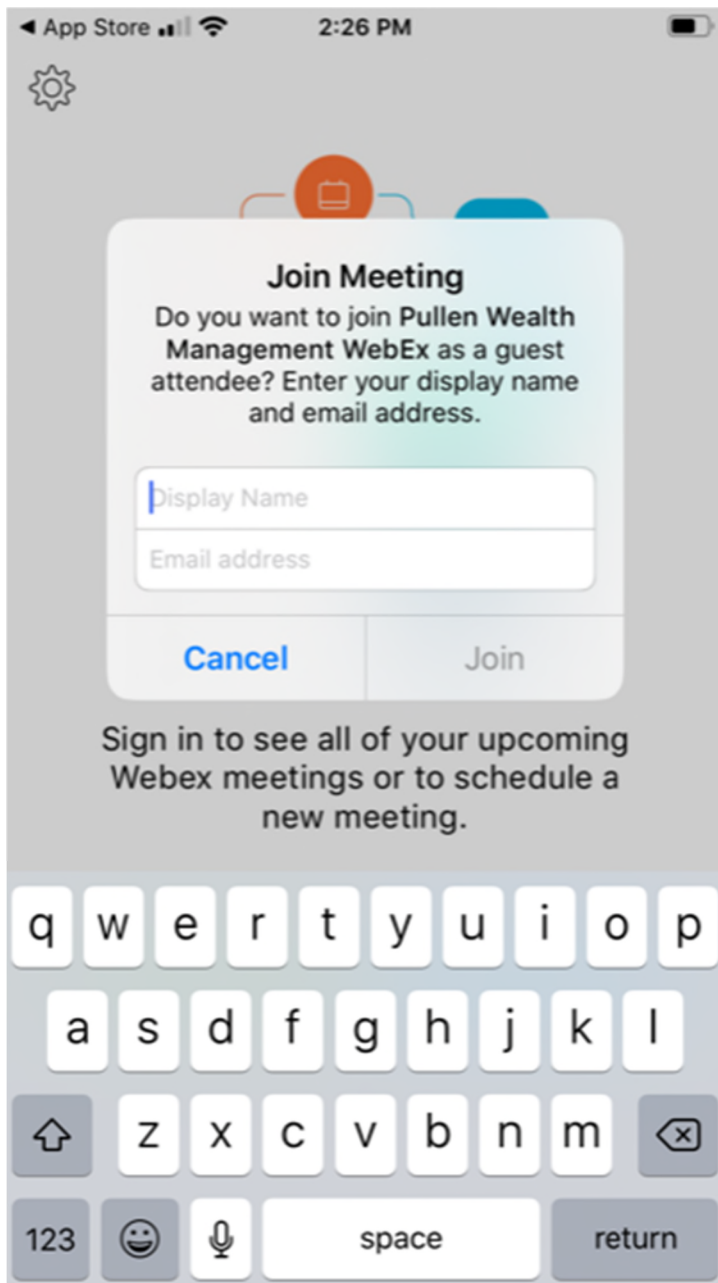 App Store 2:26 PM
Join Meeting
Do you want to join Pullen Wealth
Management WebEx as a guest
attendee? Enter your display name
and email address.
Display Name
Email address
Cancel Join
Sign in to see all of your upcoming
Webex meetings or to schedule a
new meeting.
q w e r t y u i o p
a s d f g h j k l
z x c v b n m
123 space return